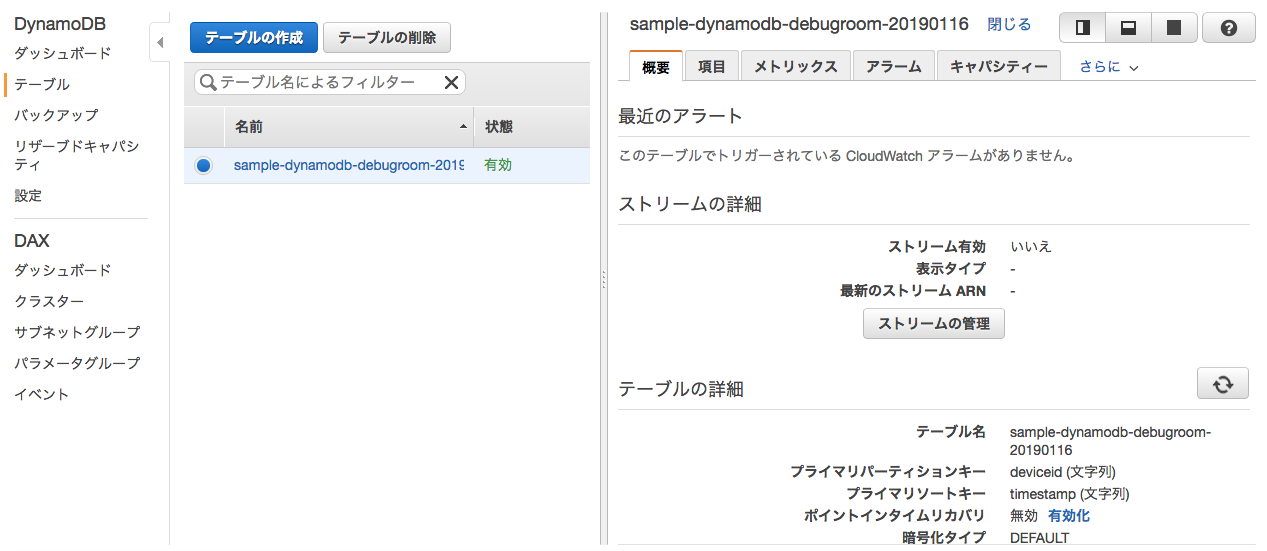 DynamoDB
ダッシュボード
テーブル
バックアップ
リザーブドキャパシ
ティ
設定
DAX
ダッシュボード
クラスター
サブネットグループ
パラメータグループ
イベント
テーブルの作成 テーブルの削除
テーブル名によるフィルター
名前 状態
sample-dynamodb-debugroom-2019 有効
sample-dynamodb-debugroom-20190116 閉じる
概要 項目 メトリックス アラーム キャパシティー さらに
最近のアラート
このテーブルでトリガーされている CloudWatch アラームがありません。
ストリームの詳細
ストリーム有効 いいえ
表示タイプ -
最新のストリーム ARN -
ストリームの管理
テーブルの詳細
テーブル名 sample-dynamodb-debugroom-
20190116
プライマリパーティションキー deviceid (文字列)
プライマリソートキー timestamp (文字列)
ポイントインタイムリカバリ 無効 有効化
暗号化タイプ DEFAULT